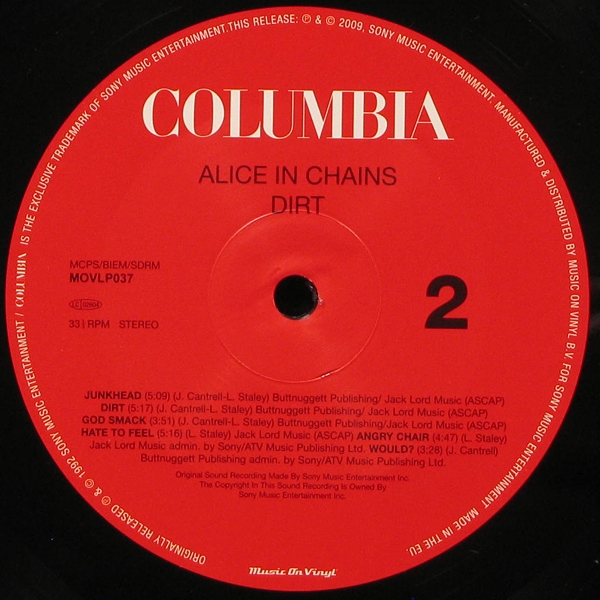 ORIGINALLY RELEASED ℗ & © 1992 SONY MUSIC ENTERTAINMENT / COLUMBIA IS THE EXCLUSIVE TRADEMARK OF SONY MUSIC ENTERTAINMENT.THIS RELEASE: ℗ & © 2009, SONY MUSIC ENTERTAINMENT. MANUFACTURED & DISTRIBUTED BY MUSIC ON VINYL B.V. FOR SONY MUSIC ENTERTAINMENT MADE IN THE EU.
COLUMBIA
ALICE IN CHAINS
DIRT
MCPS/BIEM/SDRM
MOVLP037
LC
33⅓ RPM STEREO
2
JUNKHEAD (5:09) (J. Cantrell-L. Staley) Buttnuggett Publishing/ Jack Lord Music (ASCAP)
DIRT (5:17) (J. Cantrell-L. Staley) Buttnuggett Publishing/ Jack Lord Music (ASCAP)
GOD SMACK (3:51) (J. Cantrell-L. Staley) Buttnuggett Publishing/ Jack Lord Music (ASCAP)
HATE TO FEEL (5:16) (L. Staley) Jack Lord Music (ASCAP) ANGRY CHAIR (4:47) (L. Staley)
Jack Lord Music admin. by Sony/ATV Music Publishing Ltd. WOULD? (3:28) (J. Cantrell)
Buttnuggett Publishing admin. by Sony/ATV Music Publishing Ltd.
Original Sound Recording Made By Sony Music Entertainment Inc.
The Copyright In This Sound Recording Is Owned By
Sony Music Entertainment Inc.
Music On Vinyl